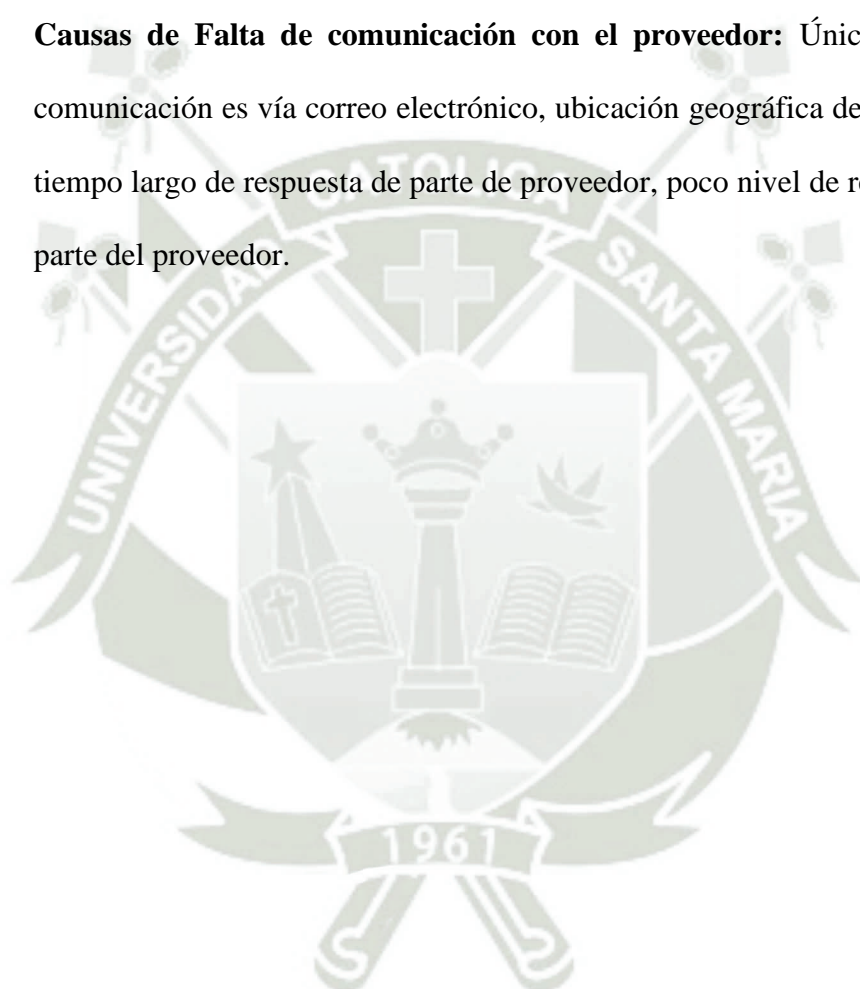 Causas de Falta de comunicación con el proveedor: Únic
comunicación es vía correo electrónico, ubicación geográfica de
tiempo largo de respuesta de parte de proveedor, poco nivel de r
parte del proveedor.
UNIVERSIDAD CATOLICA SANTA MARIA
1961